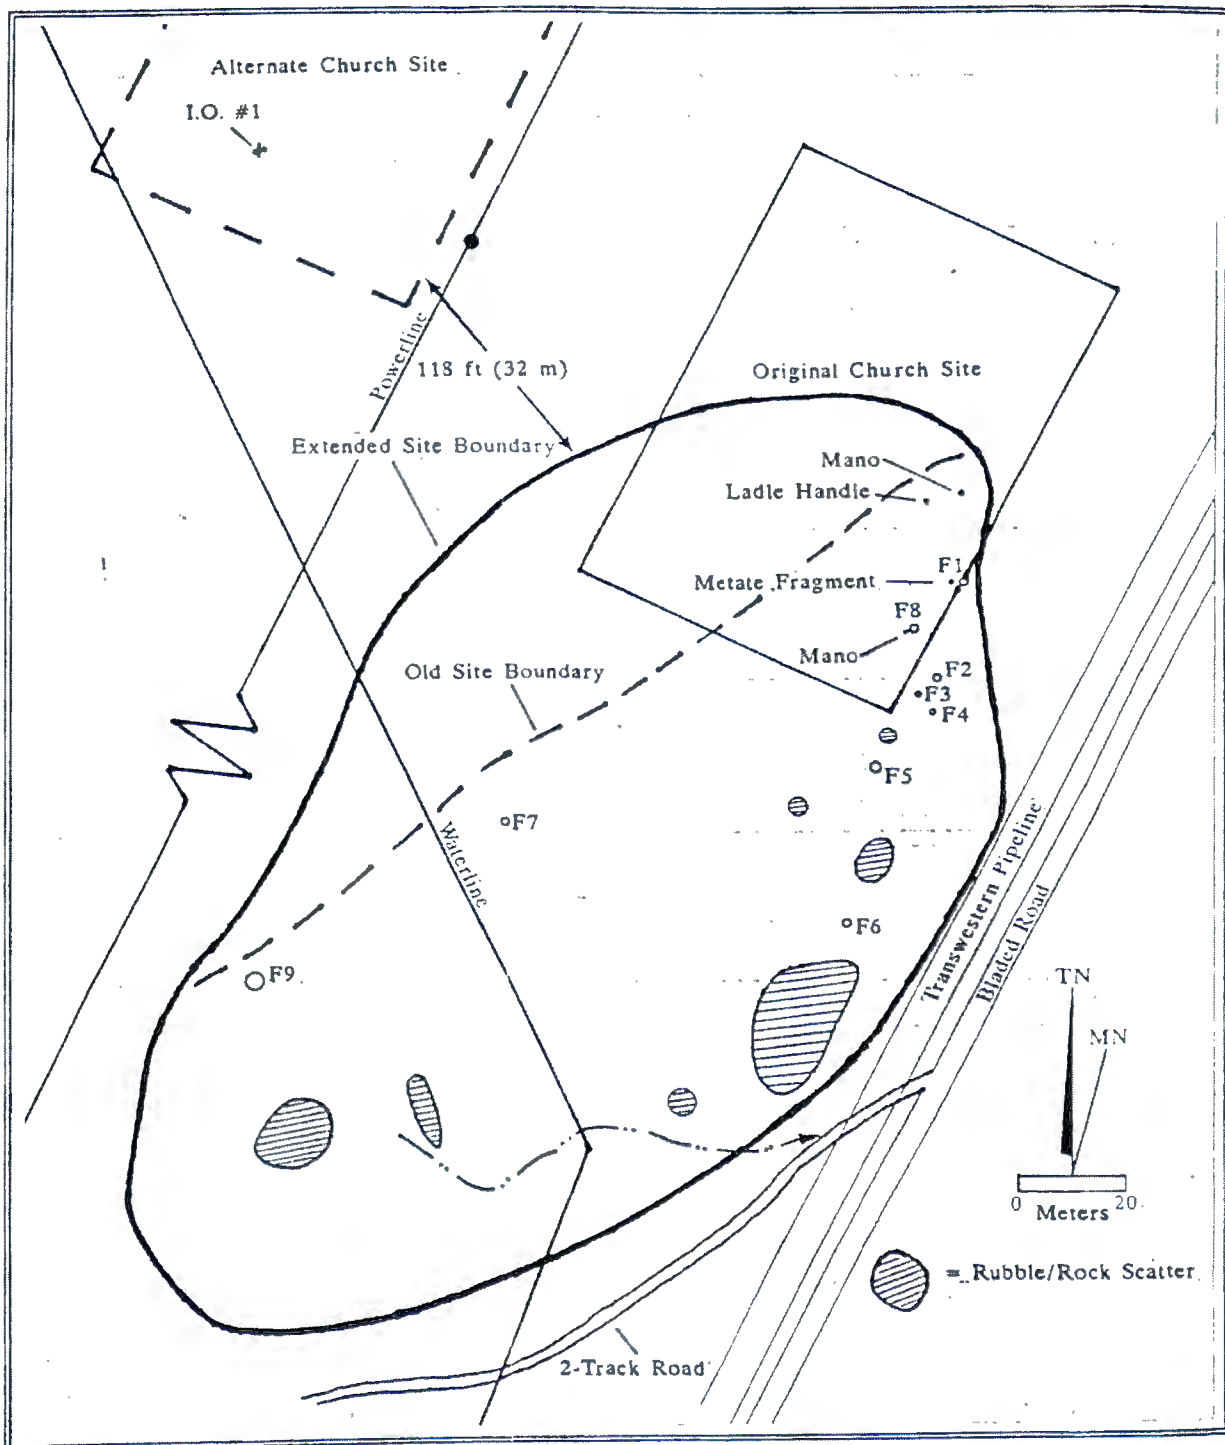 Alternate Church Site
I.O. #1
Powerline
118 ft (32 m)
Original Church Site
Extended Site Boundary
Mano
Ladle Handle
F1
Metate Fragment
F8
Mano
F2
Old Site Boundary
F3
F4
F5
F7
Waterline
F6
Transwestern Pipeline
Bladed Road
F9
TN
MN
0 20
Meters
= Rubble/Rock Scatter
2-Track Road